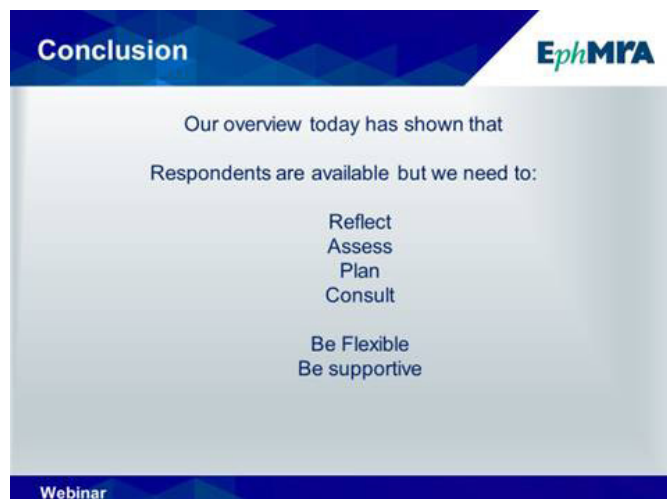 Conclusion
EphMRA
Our overview today has shown that
Respondents are available but we need to:
Reflect
Assess
Plan
Consult
Be Flexible
Be supportive
Webinar